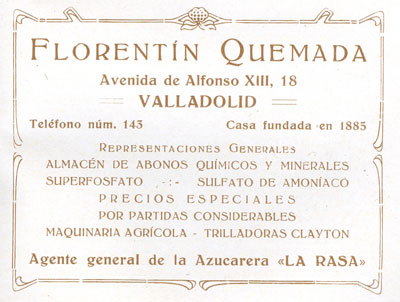 FLORENTÍN QUEMADA
Avenida de Alfonso XIII, 18
VALLADOLID
Teléfono núm. 143 Casa fundada en 1885
REPRESENTACIONES GENERALES
ALMACÉN DE ABONOS QUÍMICOS Y MINERALES
SUPERFOSFATO -:- SULFATO DE AMONÍACO
PRECIOS ESPECIALES
POR PARTIDAS CONSIDERABLES
MAQUINARIA AGRÍCOLA - TRILLADORAS CLAYTON
Agente general de la Azucarera «LA RASA»